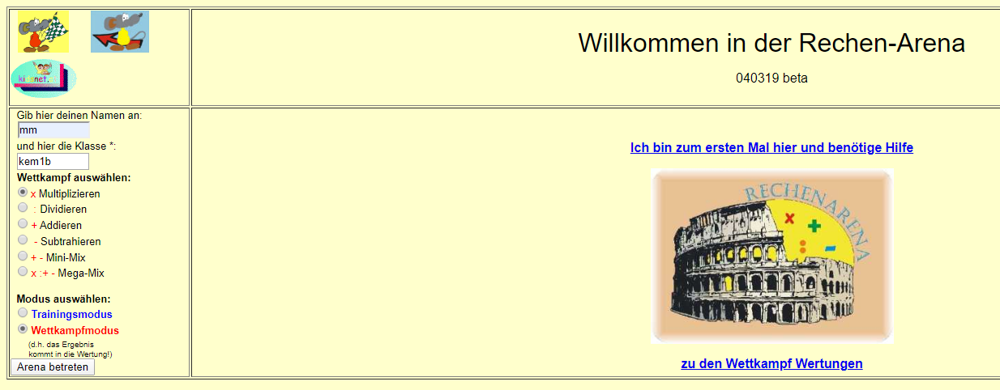 kidsnet.at
Willkommen in der Rechen-Arena
040319 beta
Gib hier deinen Namen an:
mm
und hier die Klasse *:
kem1b
Wettkampf auswählen:
x Multiplizieren
: Dividieren
+ Addieren
- Subtrahieren
+ - Mini-Mix
x :+ - Mega-Mix
Modus auswählen:
Trainingsmodus
Wettkampfmodus
(d.h. das Ergebnis
kommt in die Wertung!)
Arena betreten
Ich bin zum ersten Mal hier und benötige Hilfe
RECHENARENA
x + : -
zu den Wettkampf Wertungen